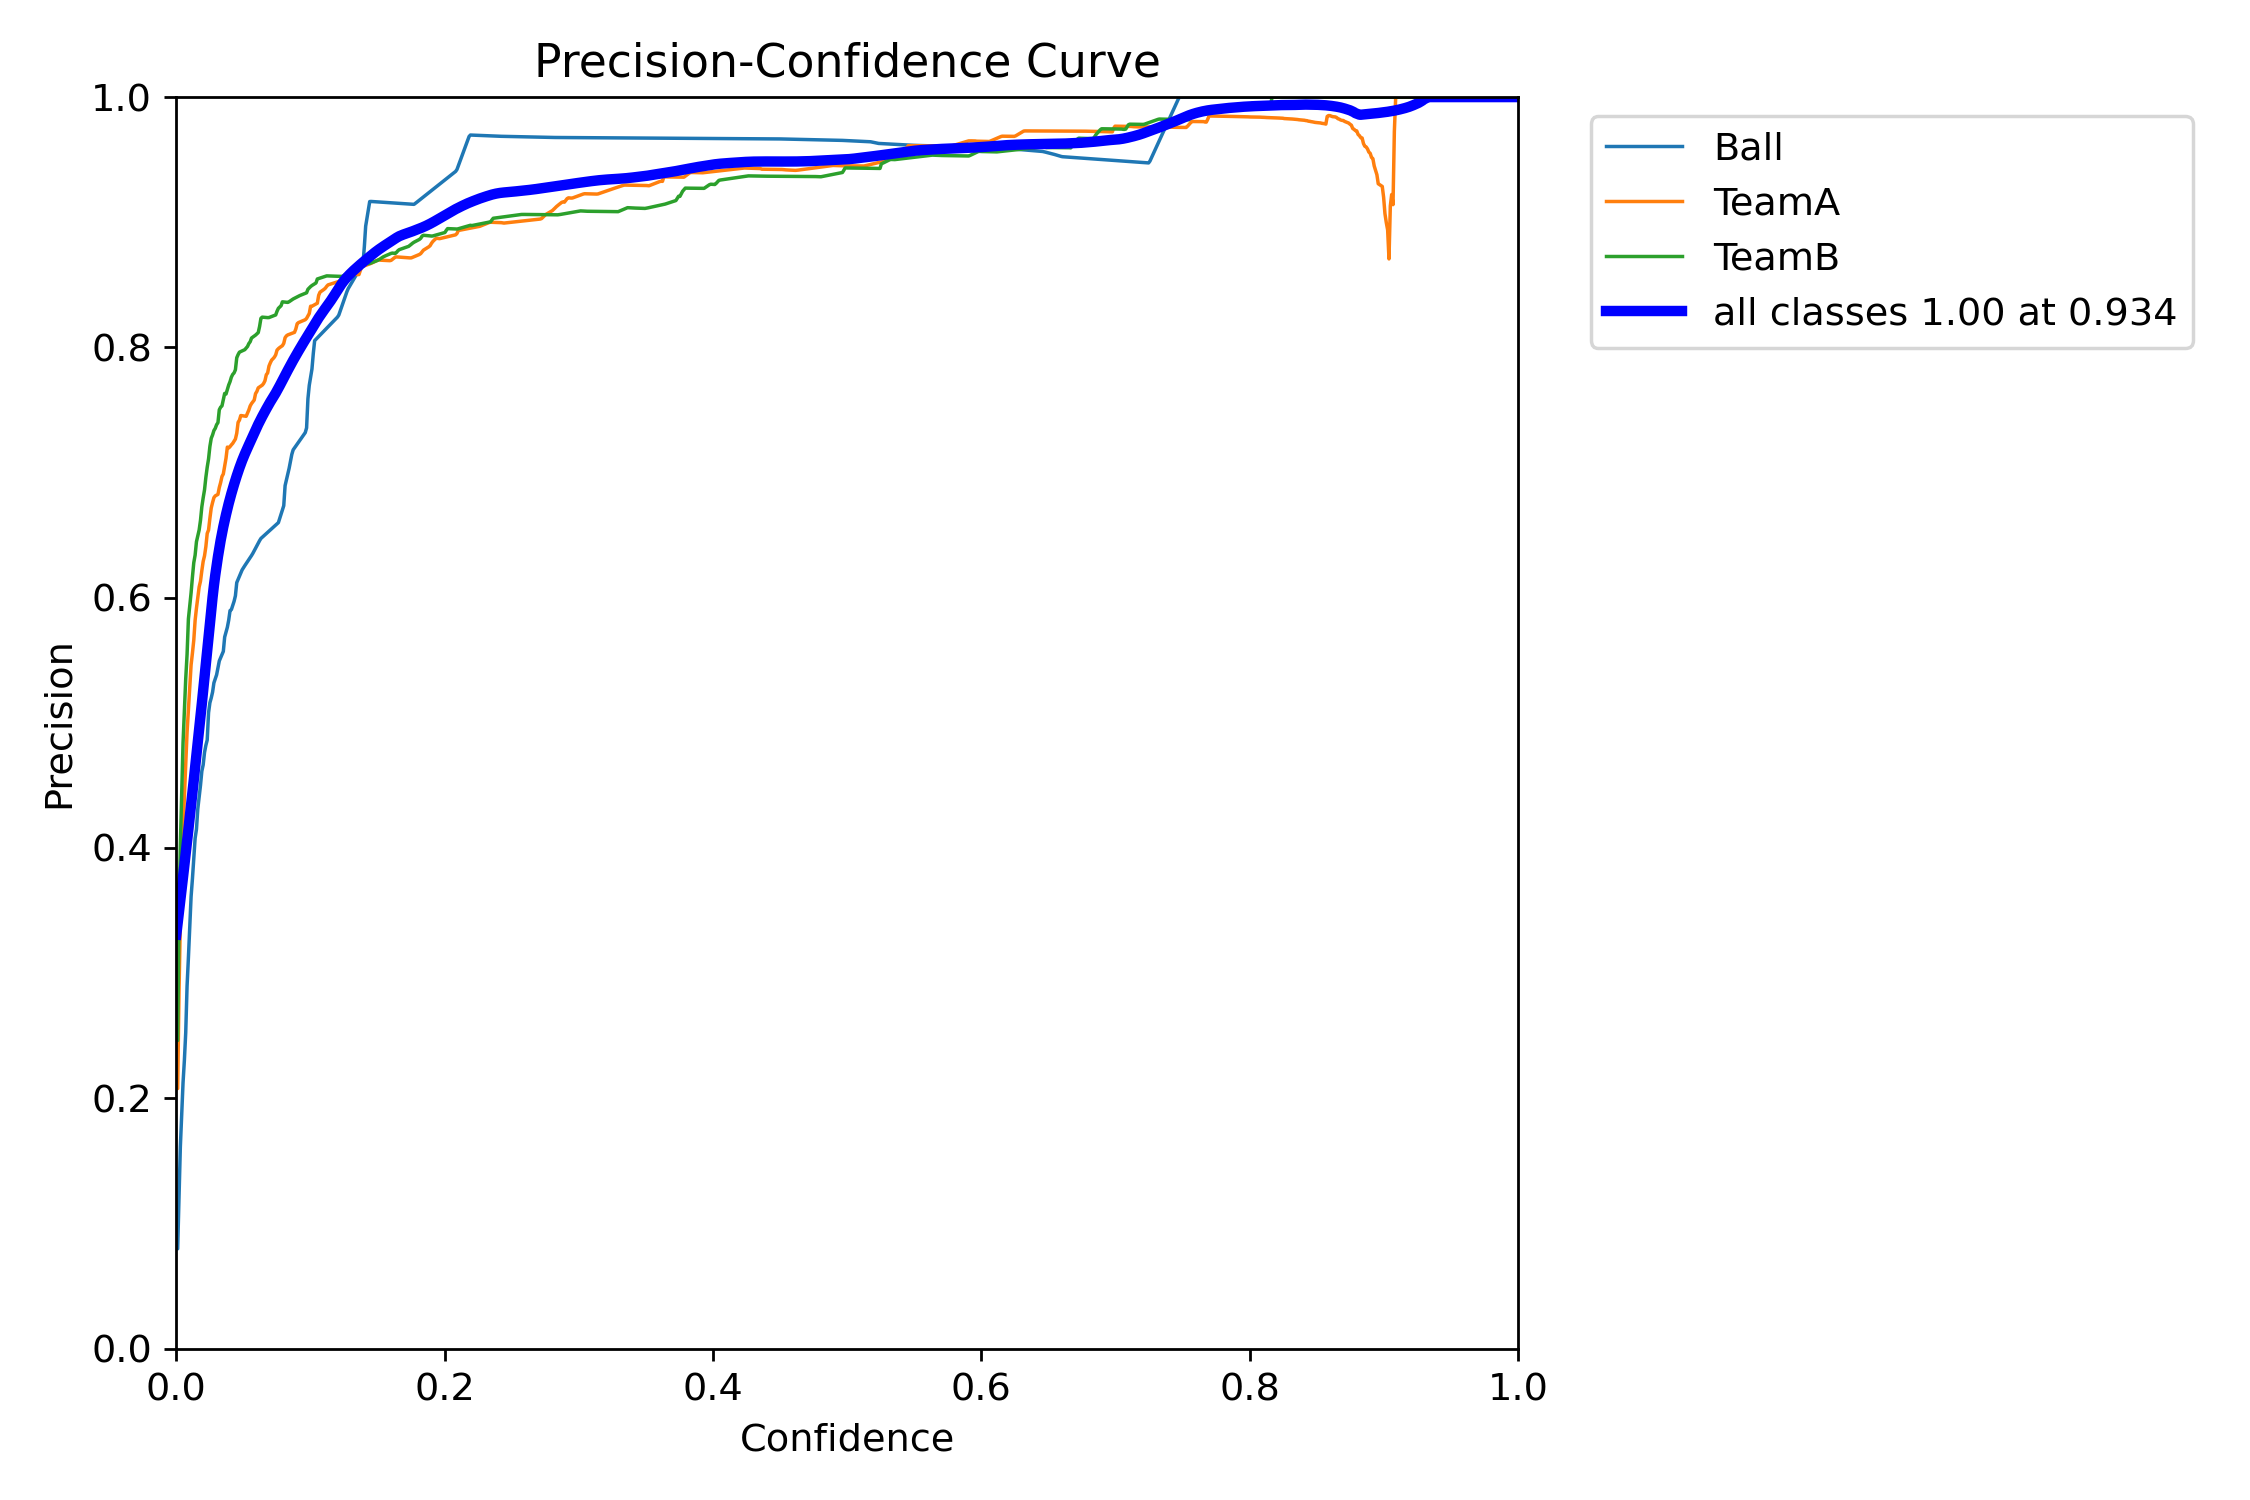 Precision-Confidence Curve
1.0
0.8
0.6
0.4
0.2
0.0
Precision
0.0 0.2 0.4 0.6 0.8 1.0
Confidence
Ball
TeamA
TeamB
all classes 1.00 at 0.934